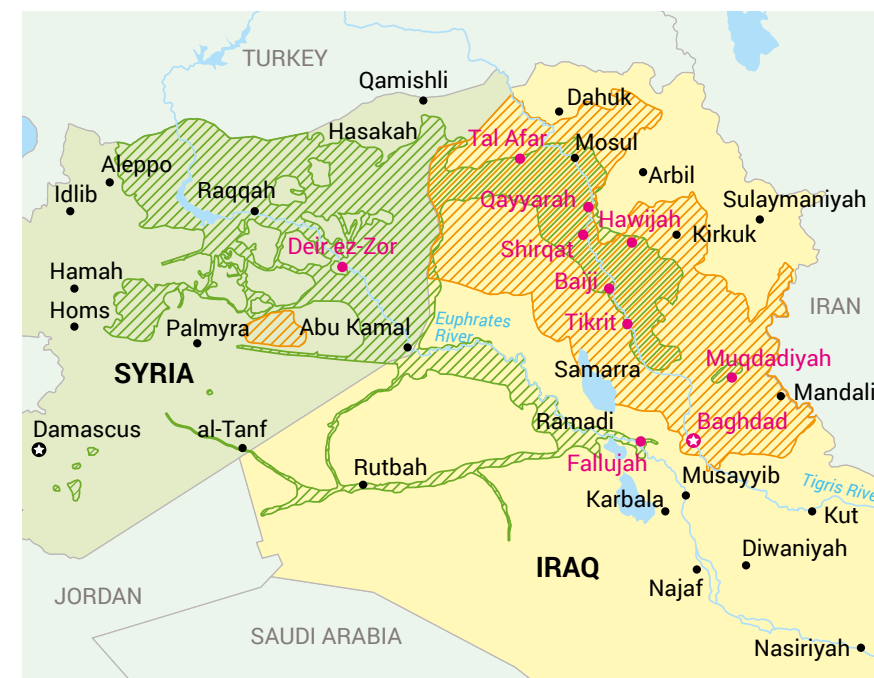 TURKEY
Qamishli
Dahuk
Hasakah
Tal Afar
Mosul
Aleppo
Arbil
Idlib
Raqqah
Qayyarah
Sulaymaniyah
Hawijah
Kirkuk
Deir ez-Zor
Shirqat
Hamah
Baiji
Homs
IRAN
Palmyra
Abu Kamal
Euphrates
River
Tikrit
SYRIA
Samarra
Muqdadiyah
Mandali
Damascus
al-Tanf
Ramadi
Baghdad
Rutbah
Fallujah
Musayyib
Karbala
Tigris Rive
Kut
Diwaniyah
IRAQ
Najaf
JORDAN
SAUDI ARABIA
Nasiriyah